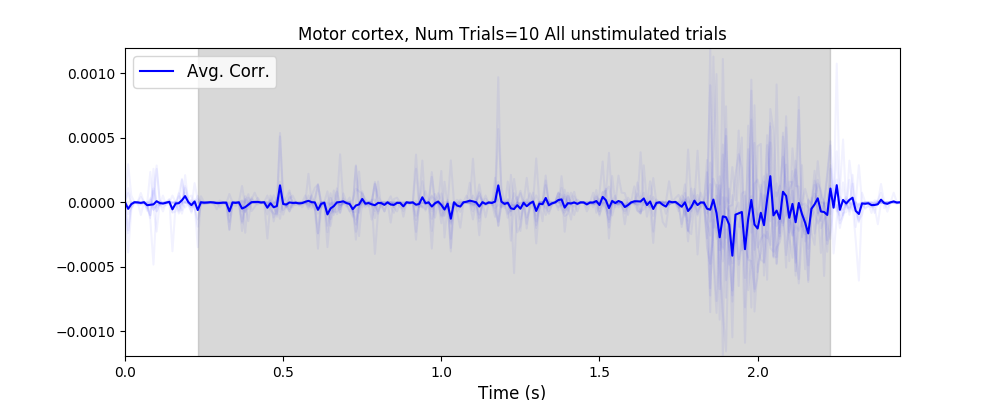 Motor cortex, Num Trials=10 All unstimulated trials
Avg. Corr.
0.0010
0.0005
0.0000
−0.0005
−0.0010
0.0 0.5 1.0 1.5 2.0
Time (s)